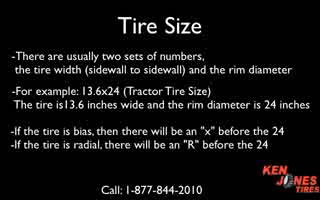 Tire Size
-There are usually two sets of numbers,
the tire width (sidewall to sidewall) and the rim diameter
-For example: 13.6x24 (Tractor Tire Size)
The tire is13.6 inches wide and the rim diameter is 24 inches
-If the tire is bias, then there will be an "x" before the 24
-If the tire is radial, there will be an "R" before the 24
KEN
JONES
TIRES
Call: 1-877-844-2010